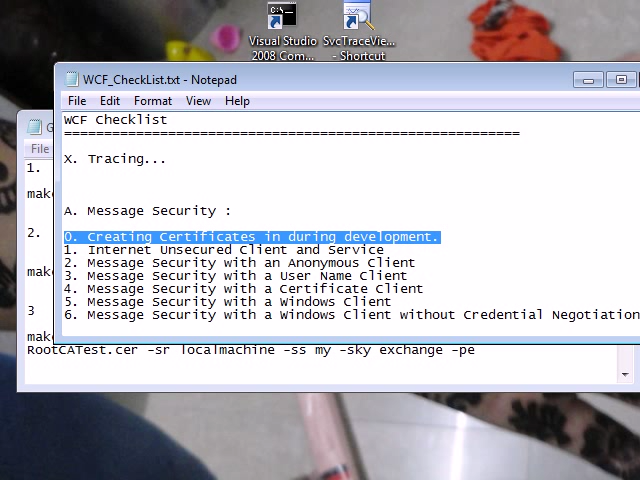 Visual Studio
2008 Com...
SvcTraceVie...
- Shortcut
WCF_CheckList.txt - Notepad
File Edit Format View Help
WCF Checklist
=========================================================
X. Tracing...
A. Message Security :
0. Creating Certificates in during development.
1. Internet Unsecured Client and Service
2. Message Security with an Anonymous Client
3. Message Security with a User Name Client
4. Message Security with a Certificate Client
5. Message Security with a Windows Client
6. Message Security with a Windows Client without Credential Negotiation
G
File
1.
make
2.
make
3
make
RootCATest.cer -sr localmachine -ss my -sky exchange -pe